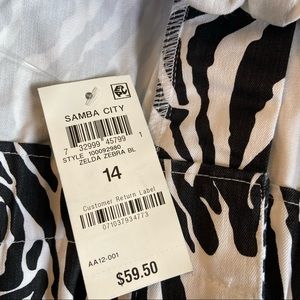 SAMBA CITY
7 32999 45799 1
STYLE 100092980
ZELDA ZEBRA BL
14
Customer Return Label
071037934773
AA12-001
$59.50